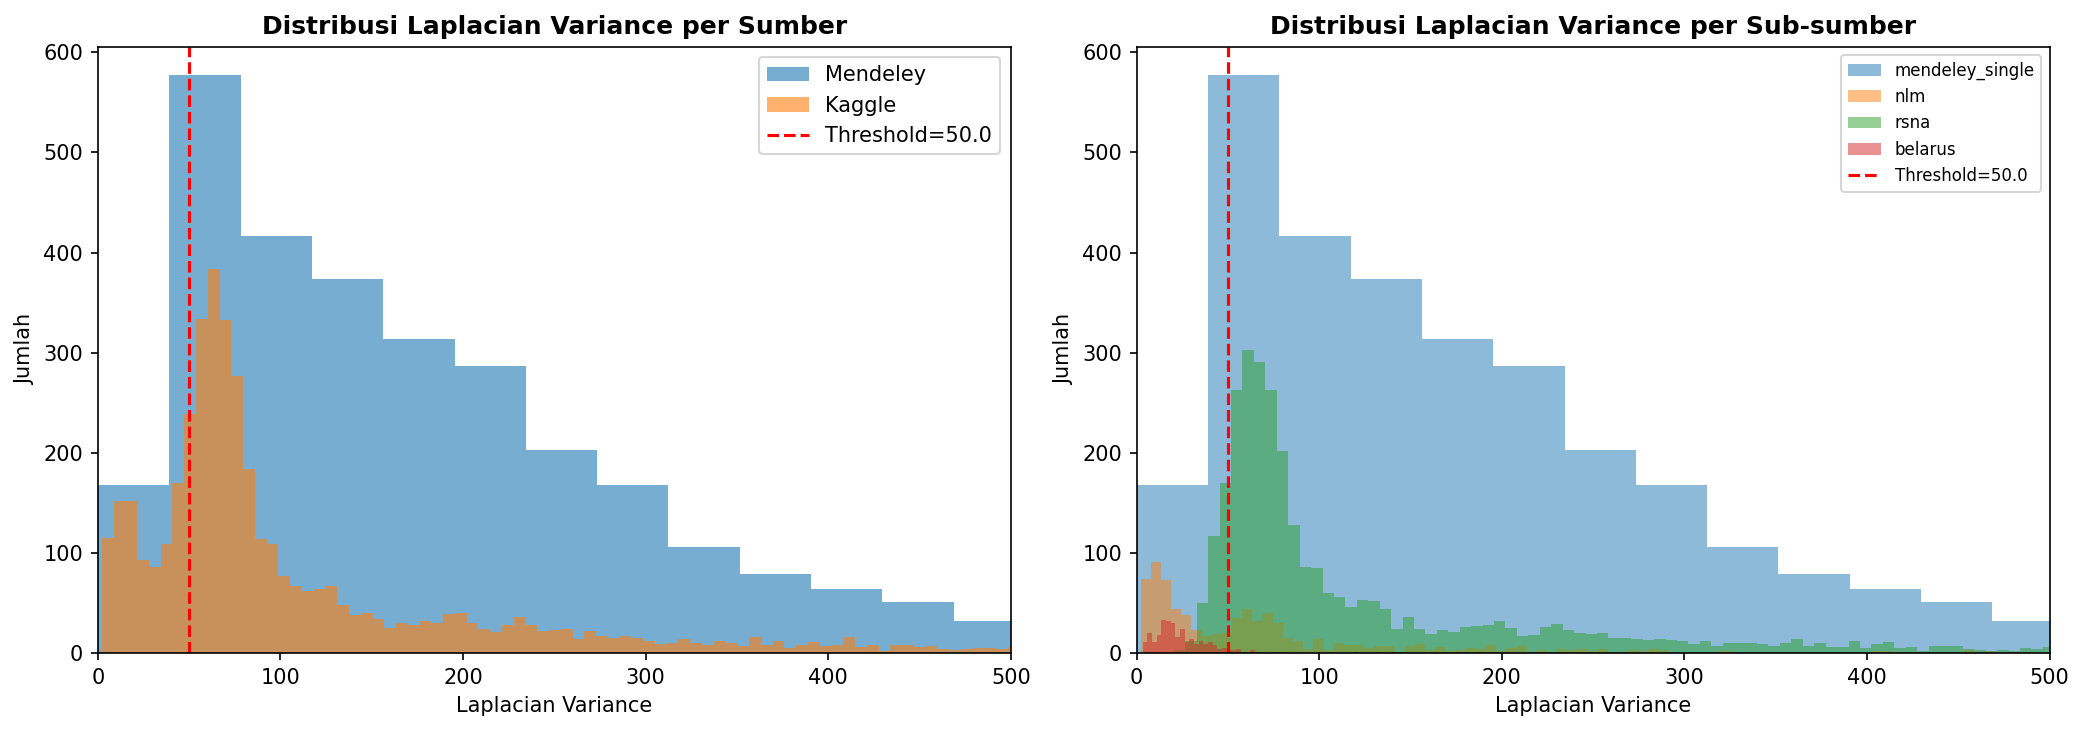 Distribusi Laplacian Variance per Sumber
600
500
400
300
200
100
0
Jumlah
0 100 200 300 400 500
Laplacian Variance
Mendeley
Kaggle
Threshold=50.0
Distribusi Laplacian Variance per Sub-sumber
600
500
400
300
200
100
0
Jumlah
0 100 200 300 400 500
Laplacian Variance
mendeley_single
nlm
rsna
belarus
Threshold=50.0